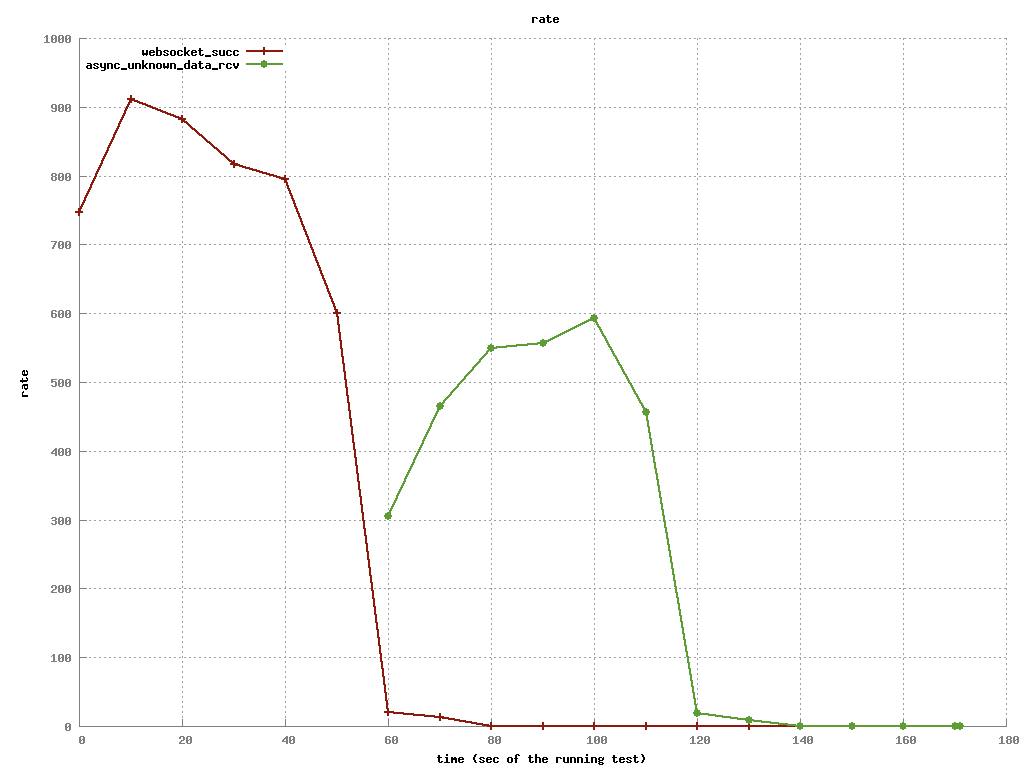 rate
websocket_succ
async_unknown_data_rcv
1000
900
800
700
600
500
400
300
200
100
0
rate
0 20 40 60 80 100 120 140 160 180
time (sec of the running test)